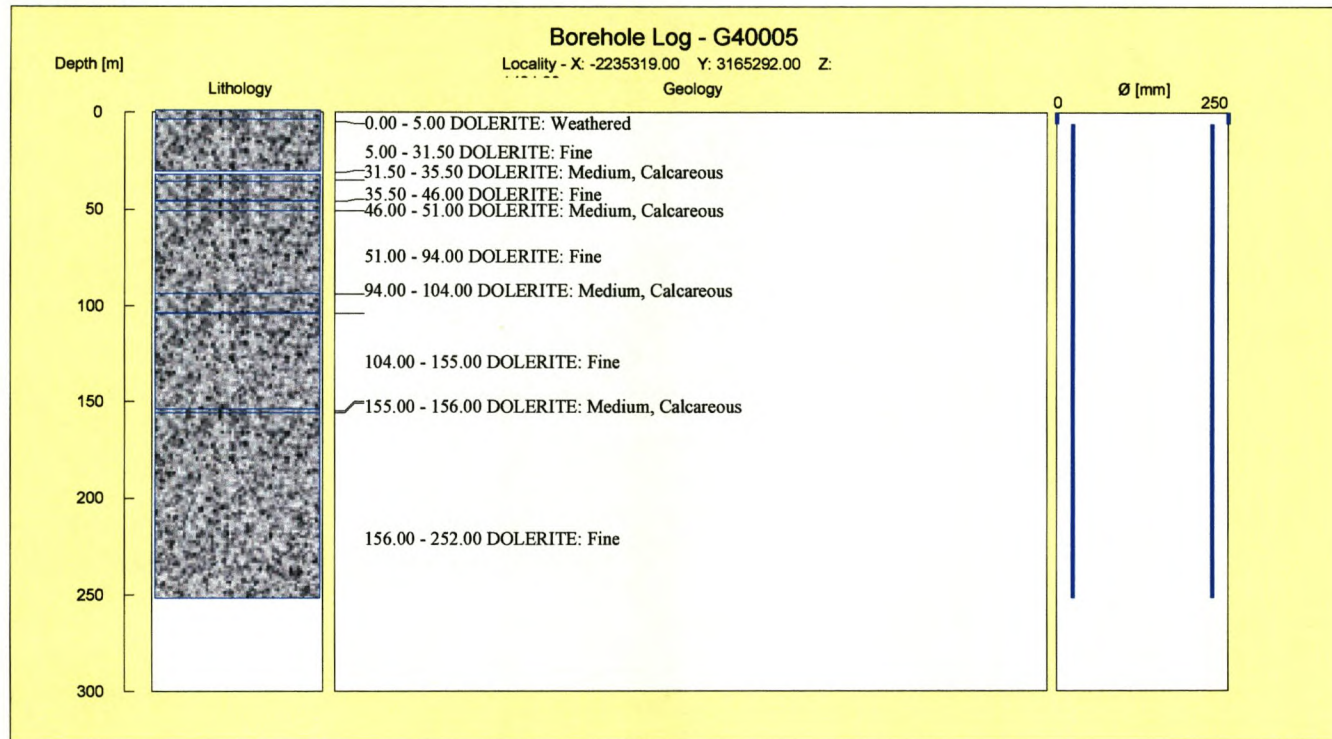 Borehole Log - G40005
Depth [m]
Locality - X: -2235319.00 Y: 3165292.00 Z:
Lithology
Geology
Ø [mm]
0
250
0
50
100
150
200
250
300
0.00 - 5.00 DOLERITE: Weathered
5.00 - 31.50 DOLERITE: Fine
31.50 - 35.50 DOLERITE: Medium, Calcareous
35.50 - 46.00 DOLERITE: Fine
46.00 - 51.00 DOLERITE: Medium, Calcareous
51.00 - 94.00 DOLERITE: Fine
94.00 - 104.00 DOLERITE: Medium, Calcareous
104.00 - 155.00 DOLERITE: Fine
155.00 - 156.00 DOLERITE: Medium, Calcareous
156.00 - 252.00 DOLERITE: Fine